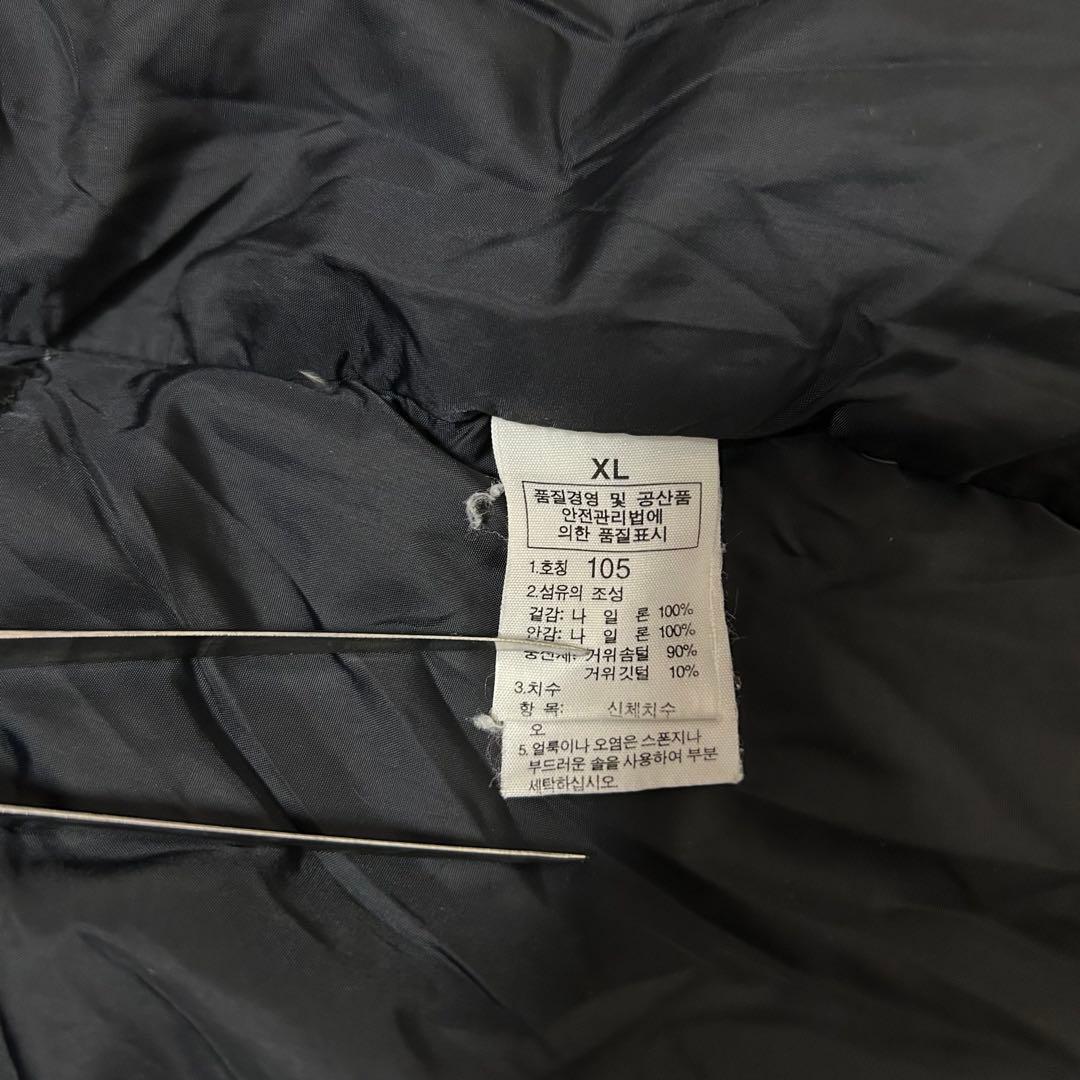 XL
품질경영 및 공산품
안전관리법에
의한 품질표시
1.호칭 105
2.섬유의 조성
겉감: 나 일 론 100%
안감: 나 일 론 100%
충전재: 거위솜털 90%
거위깃털 10%
3.치수
항 목: 신체치수
오
5. 얼룩이나 오염은 스폰지나
부드러운 솔을 사용하여 부분
세탁하십시오.